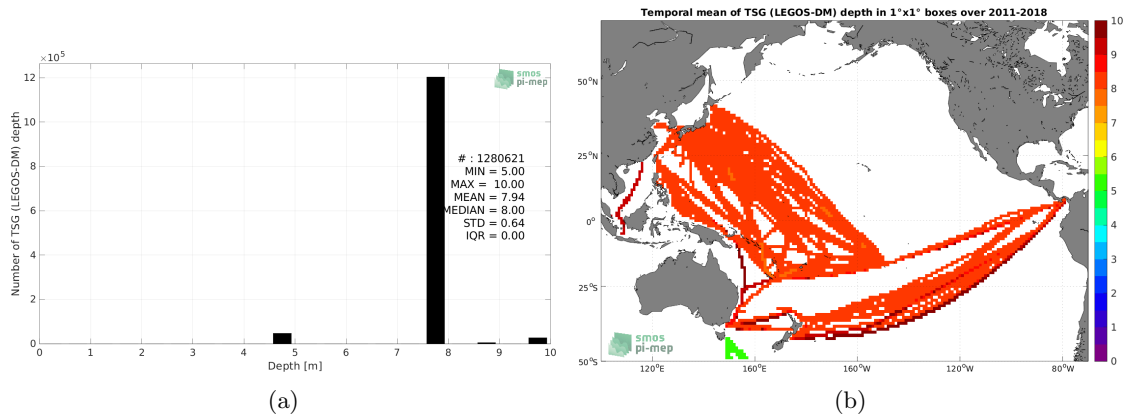 ×10⁵
12
10
8
6
4
2
0
Number of TSG (LEGOS-DM) depth
0 1 2 3 4 5 6 7 8 9 10
Depth [m]
smos
pi-mep
# : 1280621
MIN = 5.00
MAX = 10.00
MEAN = 7.94
MEDIAN = 8.00
STD = 0.64
IQR = 0.00
(a)
Temporal mean of TSG (LEGOS-DM) depth in 1°x1° boxes over 2011-2018
50°N
25°N
0°
25°S
50°S
120°E 160°E 160°W 120°W 80°W
smos
pi-mep
10
9
8
7
6
5
4
3
2
1
0
(b)